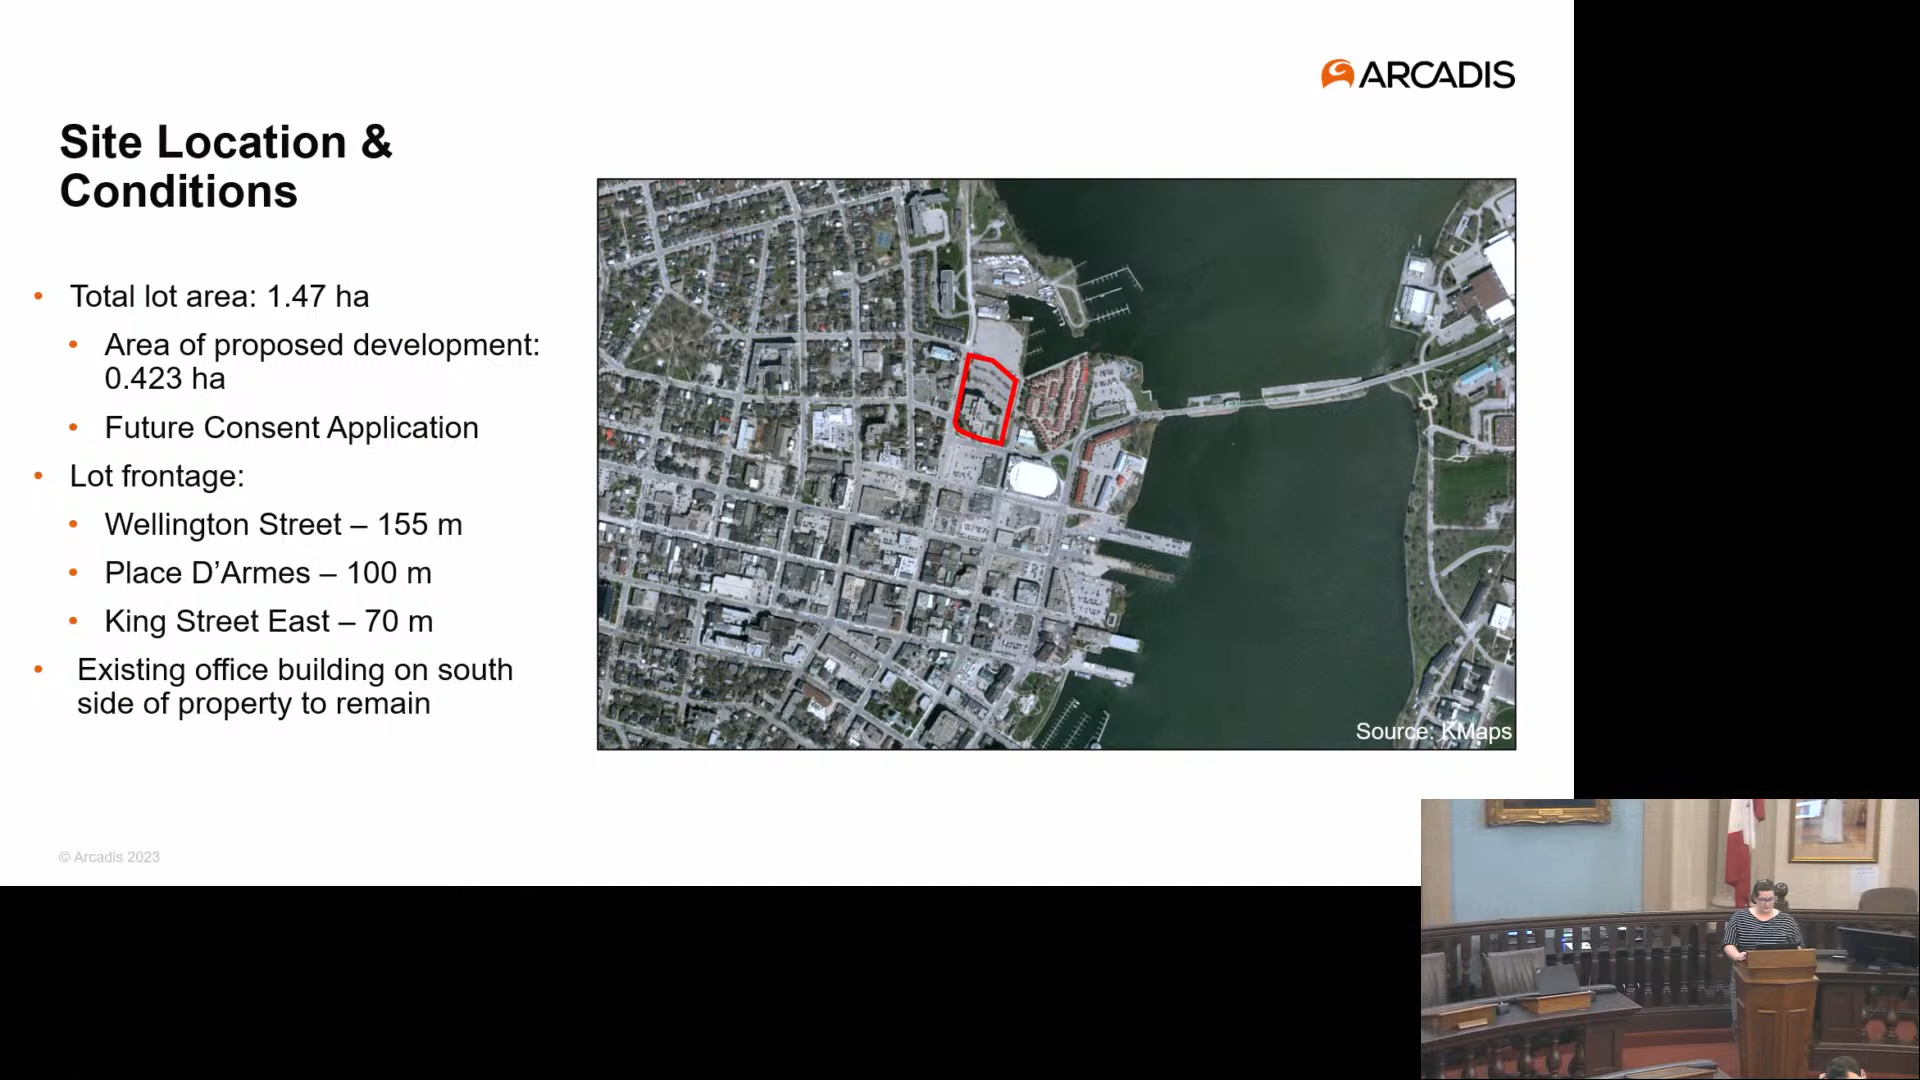 ARCADIS
Site Location &
Conditions
• Total lot area: 1.47 ha
• Area of proposed development:
0.423 ha
• Future Consent Application
• Lot frontage:
• Wellington Street – 155 m
• Place D’Armes – 100 m
• King Street East – 70 m
• Existing office building on south
side of property to remain
Source: KMaps
© Arcadis 2023